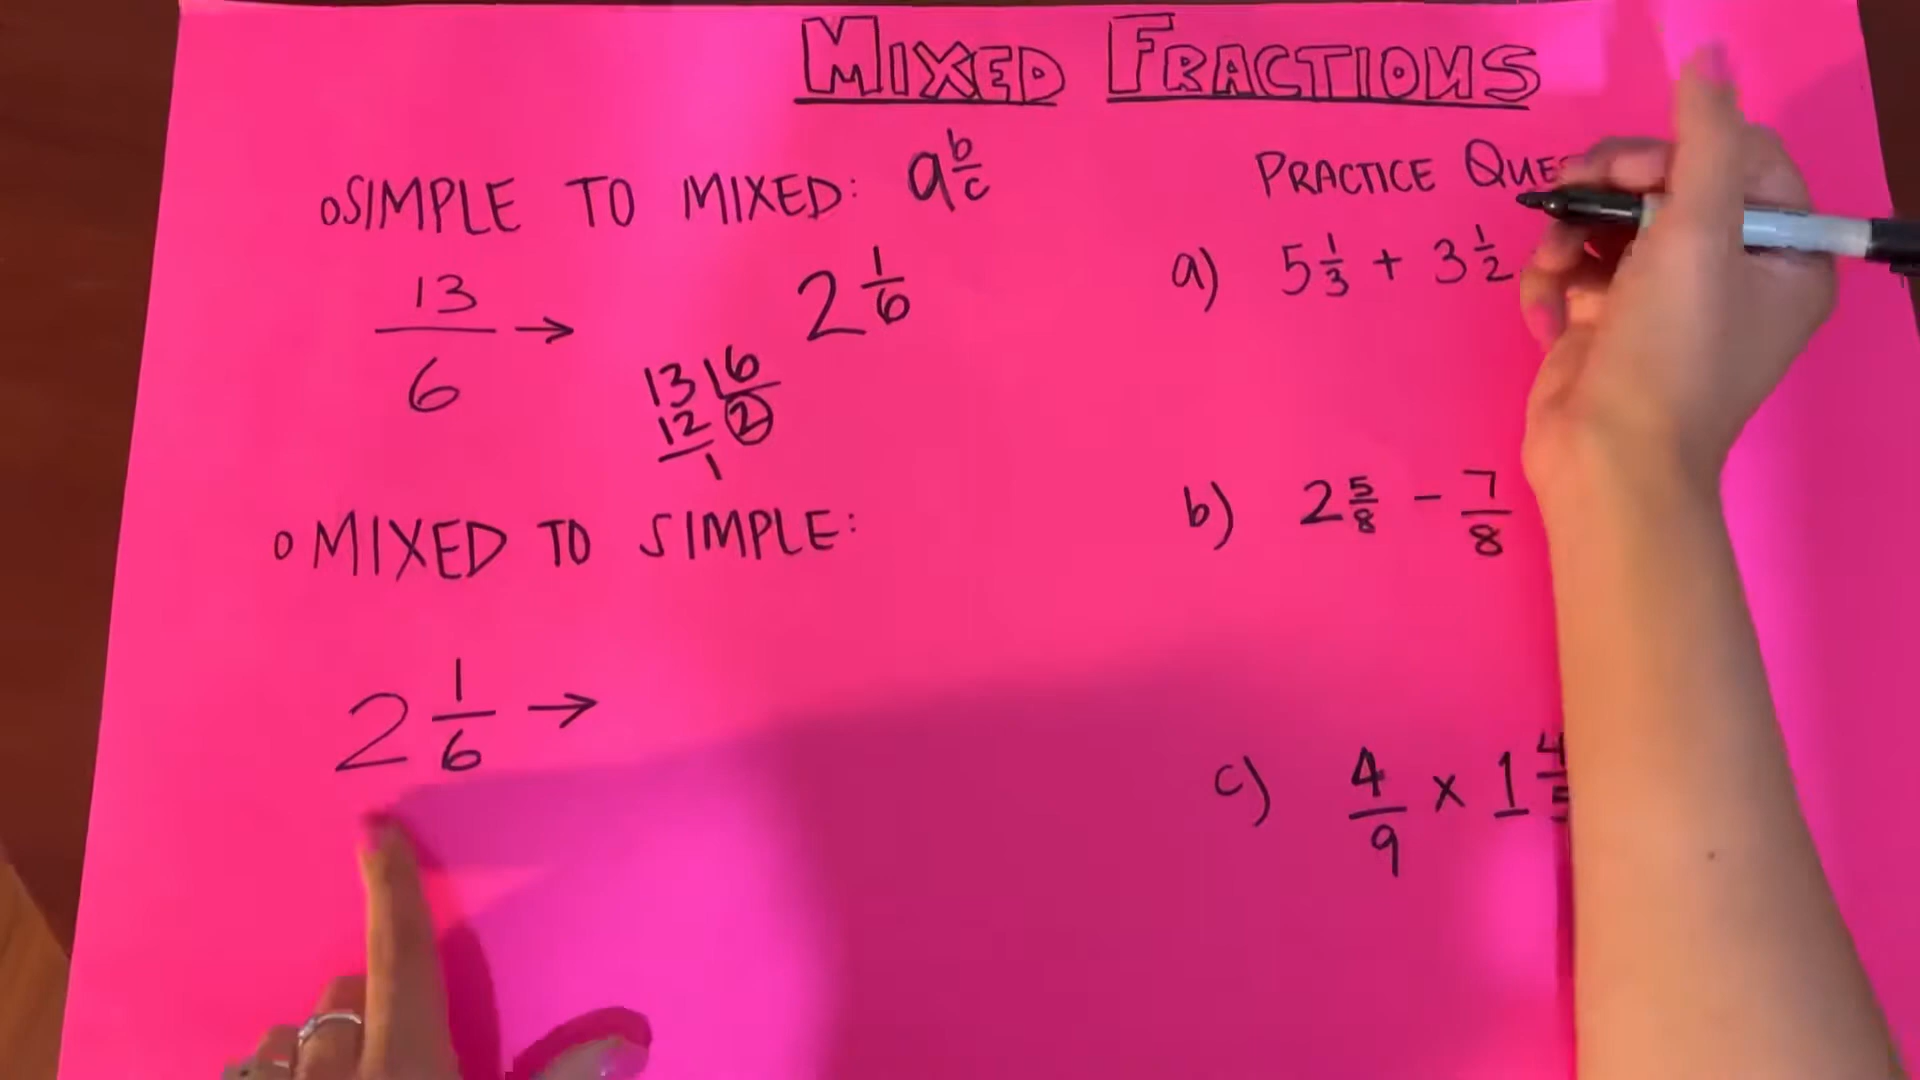 MIXED FRACTIONS
o SIMPLE TO MIXED: a b/c
13/6 → 2 1/6
13 | 6
12 2
1
o MIXED TO SIMPLE:
2 1/6 →
PRACTICE
a) 5 1/3 + 3 1/2
b) 2 5/8 - 7/8
c) 4/9 x 1